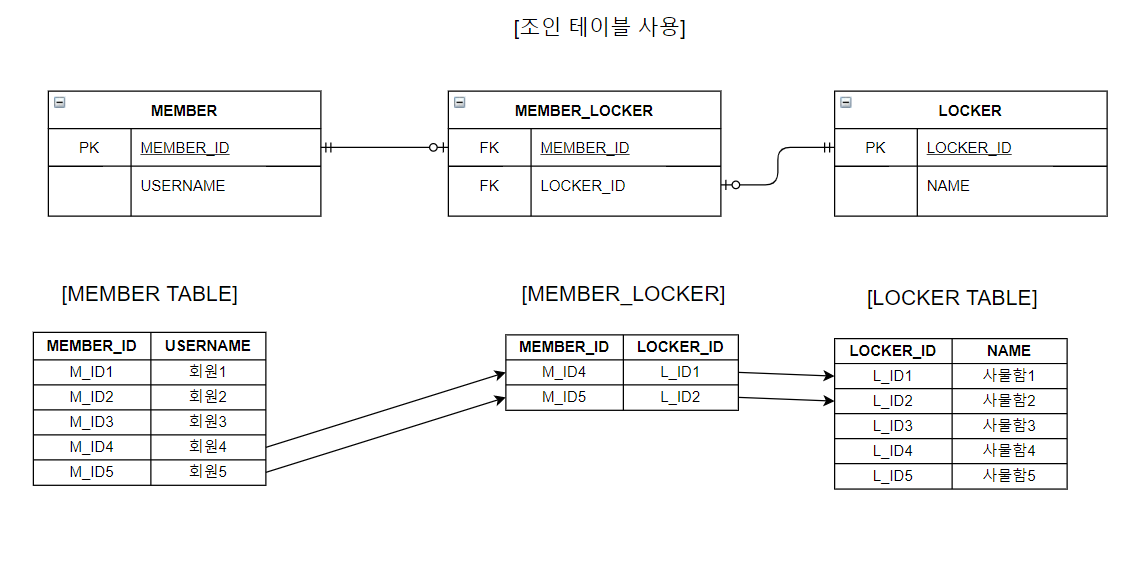 [조인 테이블 사용]
MEMBER
PK MEMBER_ID
USERNAME
MEMBER_LOCKER
FK MEMBER_ID
FK LOCKER_ID
LOCKER
PK LOCKER_ID
NAME
[MEMBER TABLE]
MEMBER_ID USERNAME
M_ID1 회원1
M_ID2 회원2
M_ID3 회원3
M_ID4 회원4
M_ID5 회원5
[MEMBER_LOCKER]
MEMBER_ID LOCKER_ID
M_ID4 L_ID1
M_ID5 L_ID2
[LOCKER TABLE]
LOCKER_ID NAME
L_ID1 사물함1
L_ID2 사물함2
L_ID3 사물함3
L_ID4 사물함4
L_ID5 사물함5